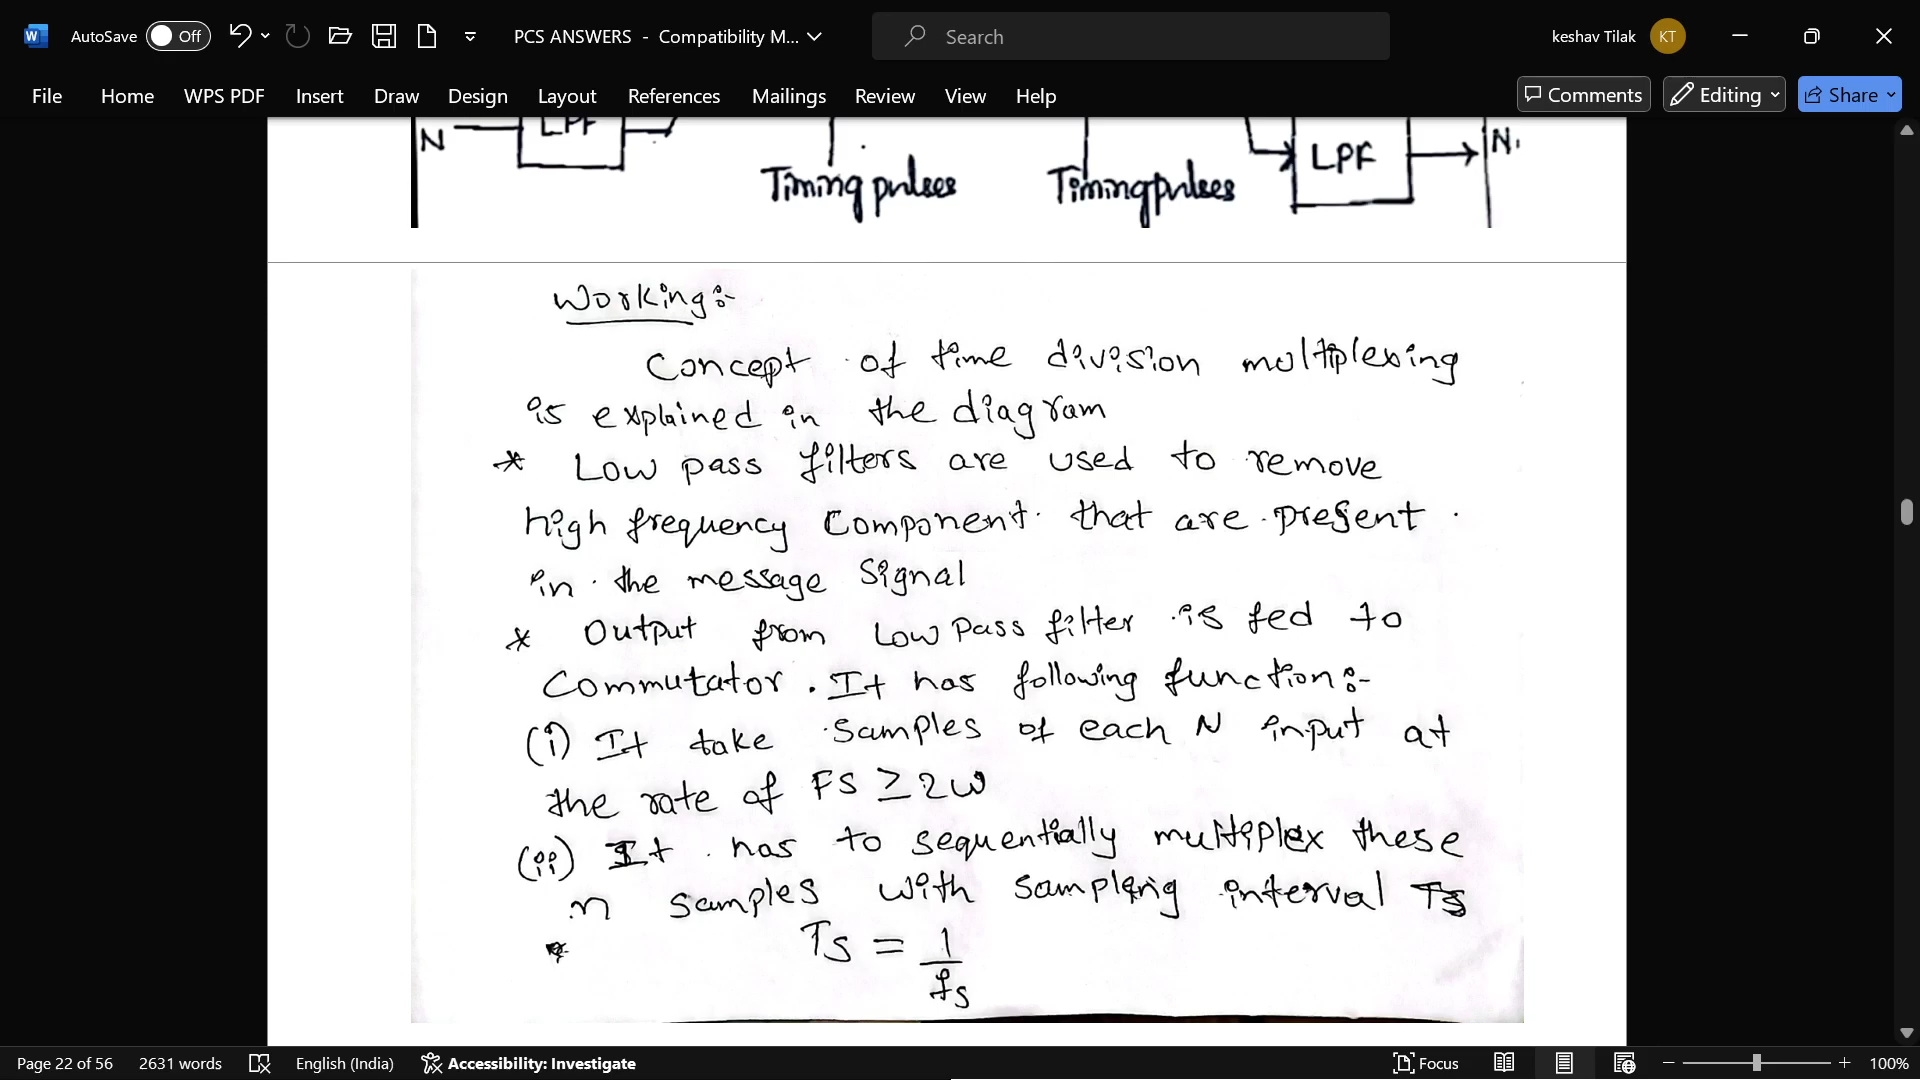 AutoSave Off PCS ANSWERS - Compatibility M... Search keshav Tilak KT
File Home WPS PDF Insert Draw Design Layout References Mailings Review View Help Comments Editing Share
N LPF Timing pulses Timing pulses LPF N.
Working:-
Concept of time division multiplexing
is explained in the diagram
* Low pass filters are used to remove
high frequency component that are present
in the message signal
* Output from Low Pass filter is fed to
Commutator. It has following function:-
(i) It take samples of each N input at
the rate of FS ≥ 2W
(ii) It has to sequentially multiplex these
n samples with sampling interval Ts
Ts = 1/fs
Page 22 of 56 2631 words English (India) Accessibility: Investigate Focus 100%